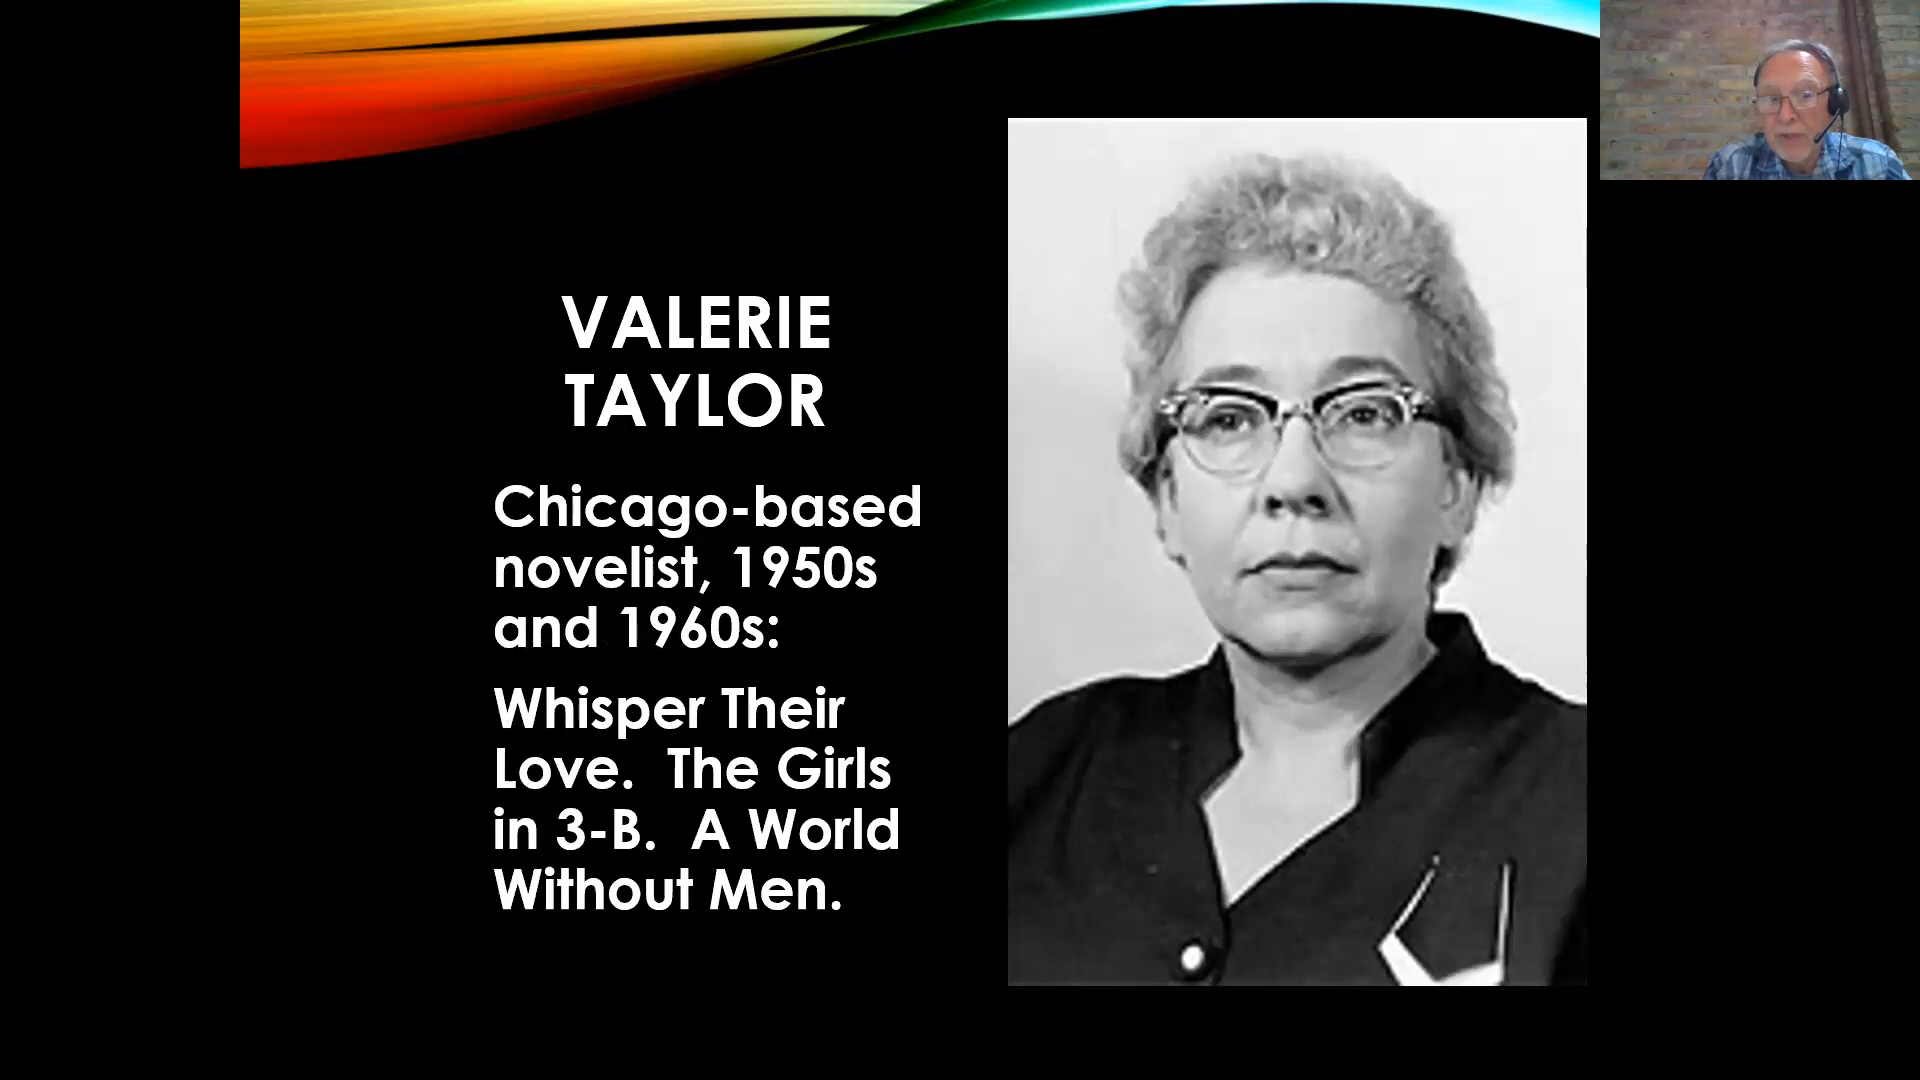 VALERIE
TAYLOR
Chicago-based
novelist, 1950s
and 1960s:
Whisper Their
Love.  The Girls
in 3-B.  A World
Without Men.